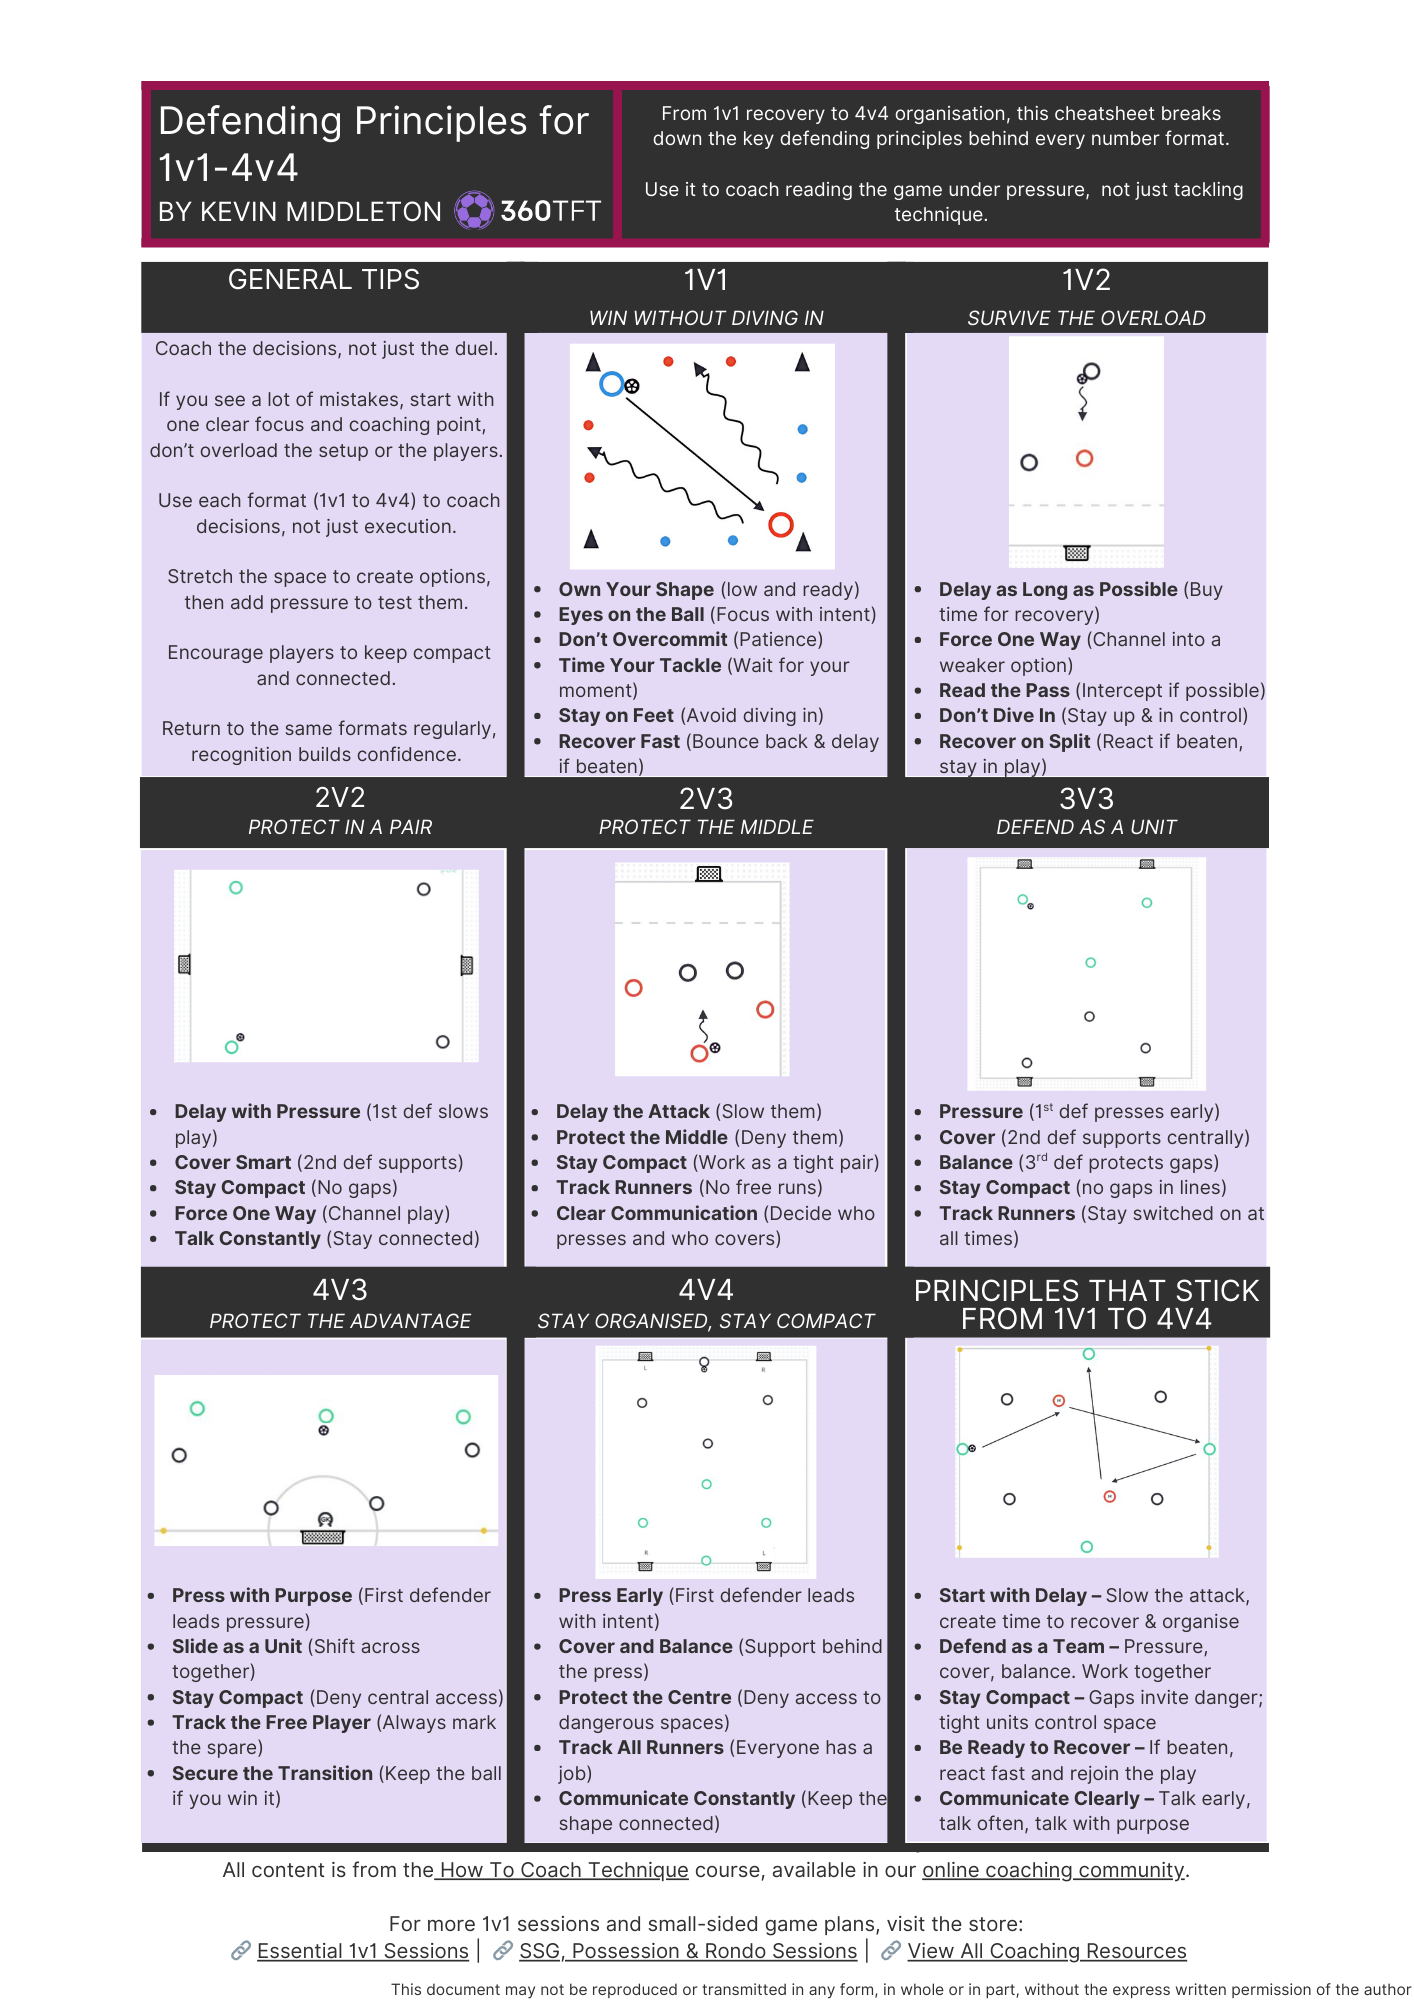 Defending Principles for
1v1-4v4
BY KEVIN MIDDLETON 360TFT
From 1v1 recovery to 4v4 organisation, this cheatsheet breaks
down the key defending principles behind every number format.
Use it to coach reading the game under pressure,  not just tackling
technique.
GENERAL TIPS
Coach the decisions, not just the duel.
If you see a lot of mistakes, start with
one clear focus and coaching point,
don’t overload the setup or the players.
Use each format (1v1 to 4v4) to coach
decisions, not just execution.
Stretch the space to create options,
then add pressure to test them.
Encourage players to keep compact
and connected.
Return to the same formats regularly,
recognition builds confidence.
1V1
WIN WITHOUT DIVING IN
• Own Your Shape (low and ready)
• Eyes on the Ball (Focus with intent)
• Don’t Overcommit (Patience)
• Time Your Tackle (Wait for your
moment)
• Stay on Feet (Avoid diving in)
• Recover Fast (Bounce back & delay
if beaten)
1V2
SURVIVE THE OVERLOAD
• Delay as Long as Possible (Buy
time for recovery)
• Force One Way (Channel into a
weaker option)
• Read the Pass (Intercept if possible)
• Don’t Dive In (Stay up & in control)
• Recover on Split (React if beaten,
stay in play)
2V2
PROTECT IN A PAIR
• Delay with Pressure (1st def slows
play)
• Cover Smart (2nd def supports)
• Stay Compact (No gaps)
• Force One Way (Channel play)
• Talk Constantly (Stay connected)
2V3
PROTECT THE MIDDLE
• Delay the Attack (Slow them)
• Protect the Middle (Deny them)
• Stay Compact (Work as a tight pair)
• Track Runners (No free runs)
• Clear Communication (Decide who
presses and who covers)
3V3
DEFEND AS A UNIT
• Pressure (1st def presses early)
• Cover (2nd def supports centrally)
• Balance (3rd def protects gaps)
• Stay Compact (no gaps in lines)
• Track Runners (Stay switched on at
all times)
4V3
PROTECT THE ADVANTAGE
GK
• Press with Purpose (First defender
leads pressure)
• Slide as a Unit (Shift across
together)
• Stay Compact (Deny central access)
• Track the Free Player (Always mark
the spare)
• Secure the Transition (Keep the ball
if you win it)
4V4
STAY ORGANISED, STAY COMPACT
L R
R L
• Press Early (First defender leads
with intent)
• Cover and Balance (Support behind
the press)
• Protect the Centre (Deny access to
dangerous spaces)
• Track All Runners (Everyone has a
job)
• Communicate Constantly (Keep the
shape connected)
PRINCIPLES THAT STICK
FROM 1V1 TO 4V4
• Start with Delay – Slow the attack,
create time to recover & organise
• Defend as a Team – Pressure,
cover, balance. Work together
• Stay Compact – Gaps invite danger;
tight units control space
• Be Ready to Recover – If beaten,
react fast and rejoin the play
• Communicate Clearly – Talk early,
talk often, talk with purpose
All content is from the How To Coach Technique course, available in our online coaching community.
For more 1v1 sessions and small-sided game plans, visit the store:
🔗 Essential 1v1 Sessions | 🔗 SSG, Possession & Rondo Sessions | 🔗 View All Coaching Resources
This document may not be reproduced or transmitted in any form, in whole or in part, without the express written permission of the author